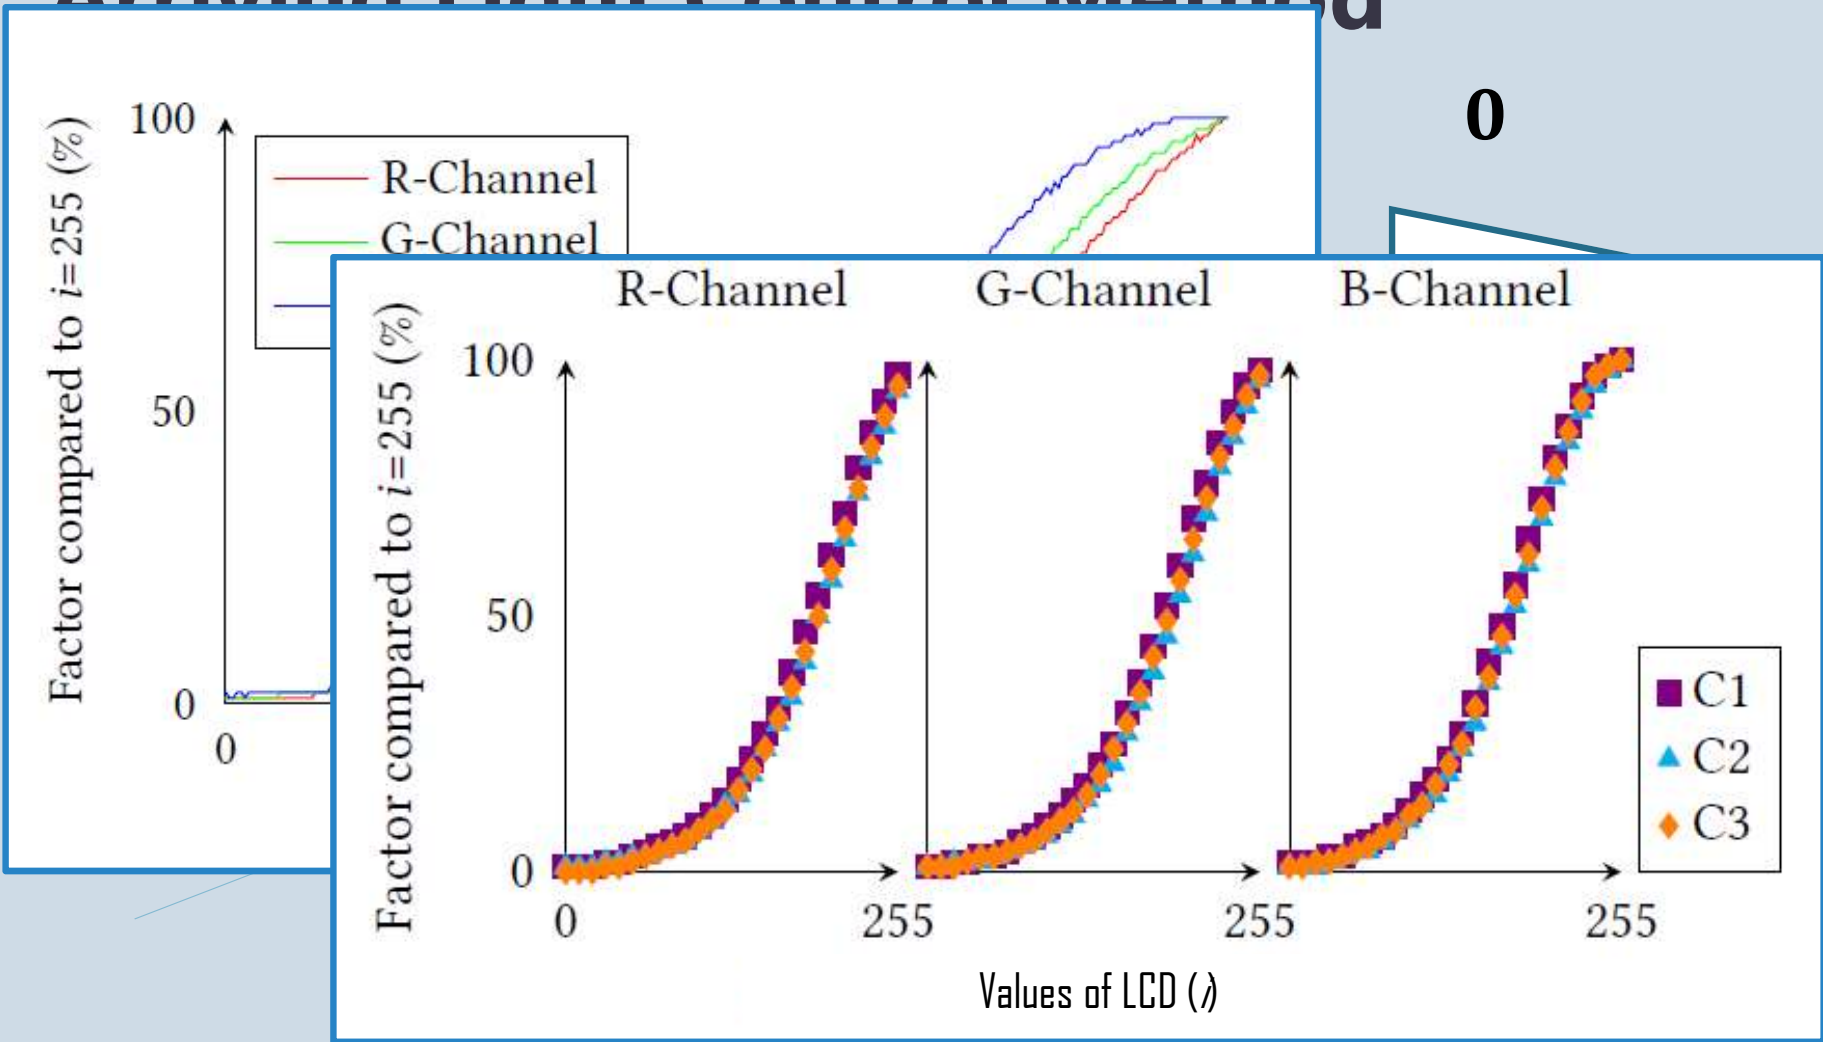 0
100
Factor compared to i=255 (%)
50
0
0
R-Channel
G-Channel
R-Channel G-Channel B-Channel
Factor compared to i=255 (%)
100
50
0
0 255 255 255
C1
C2
C3
Values of LCD (i)